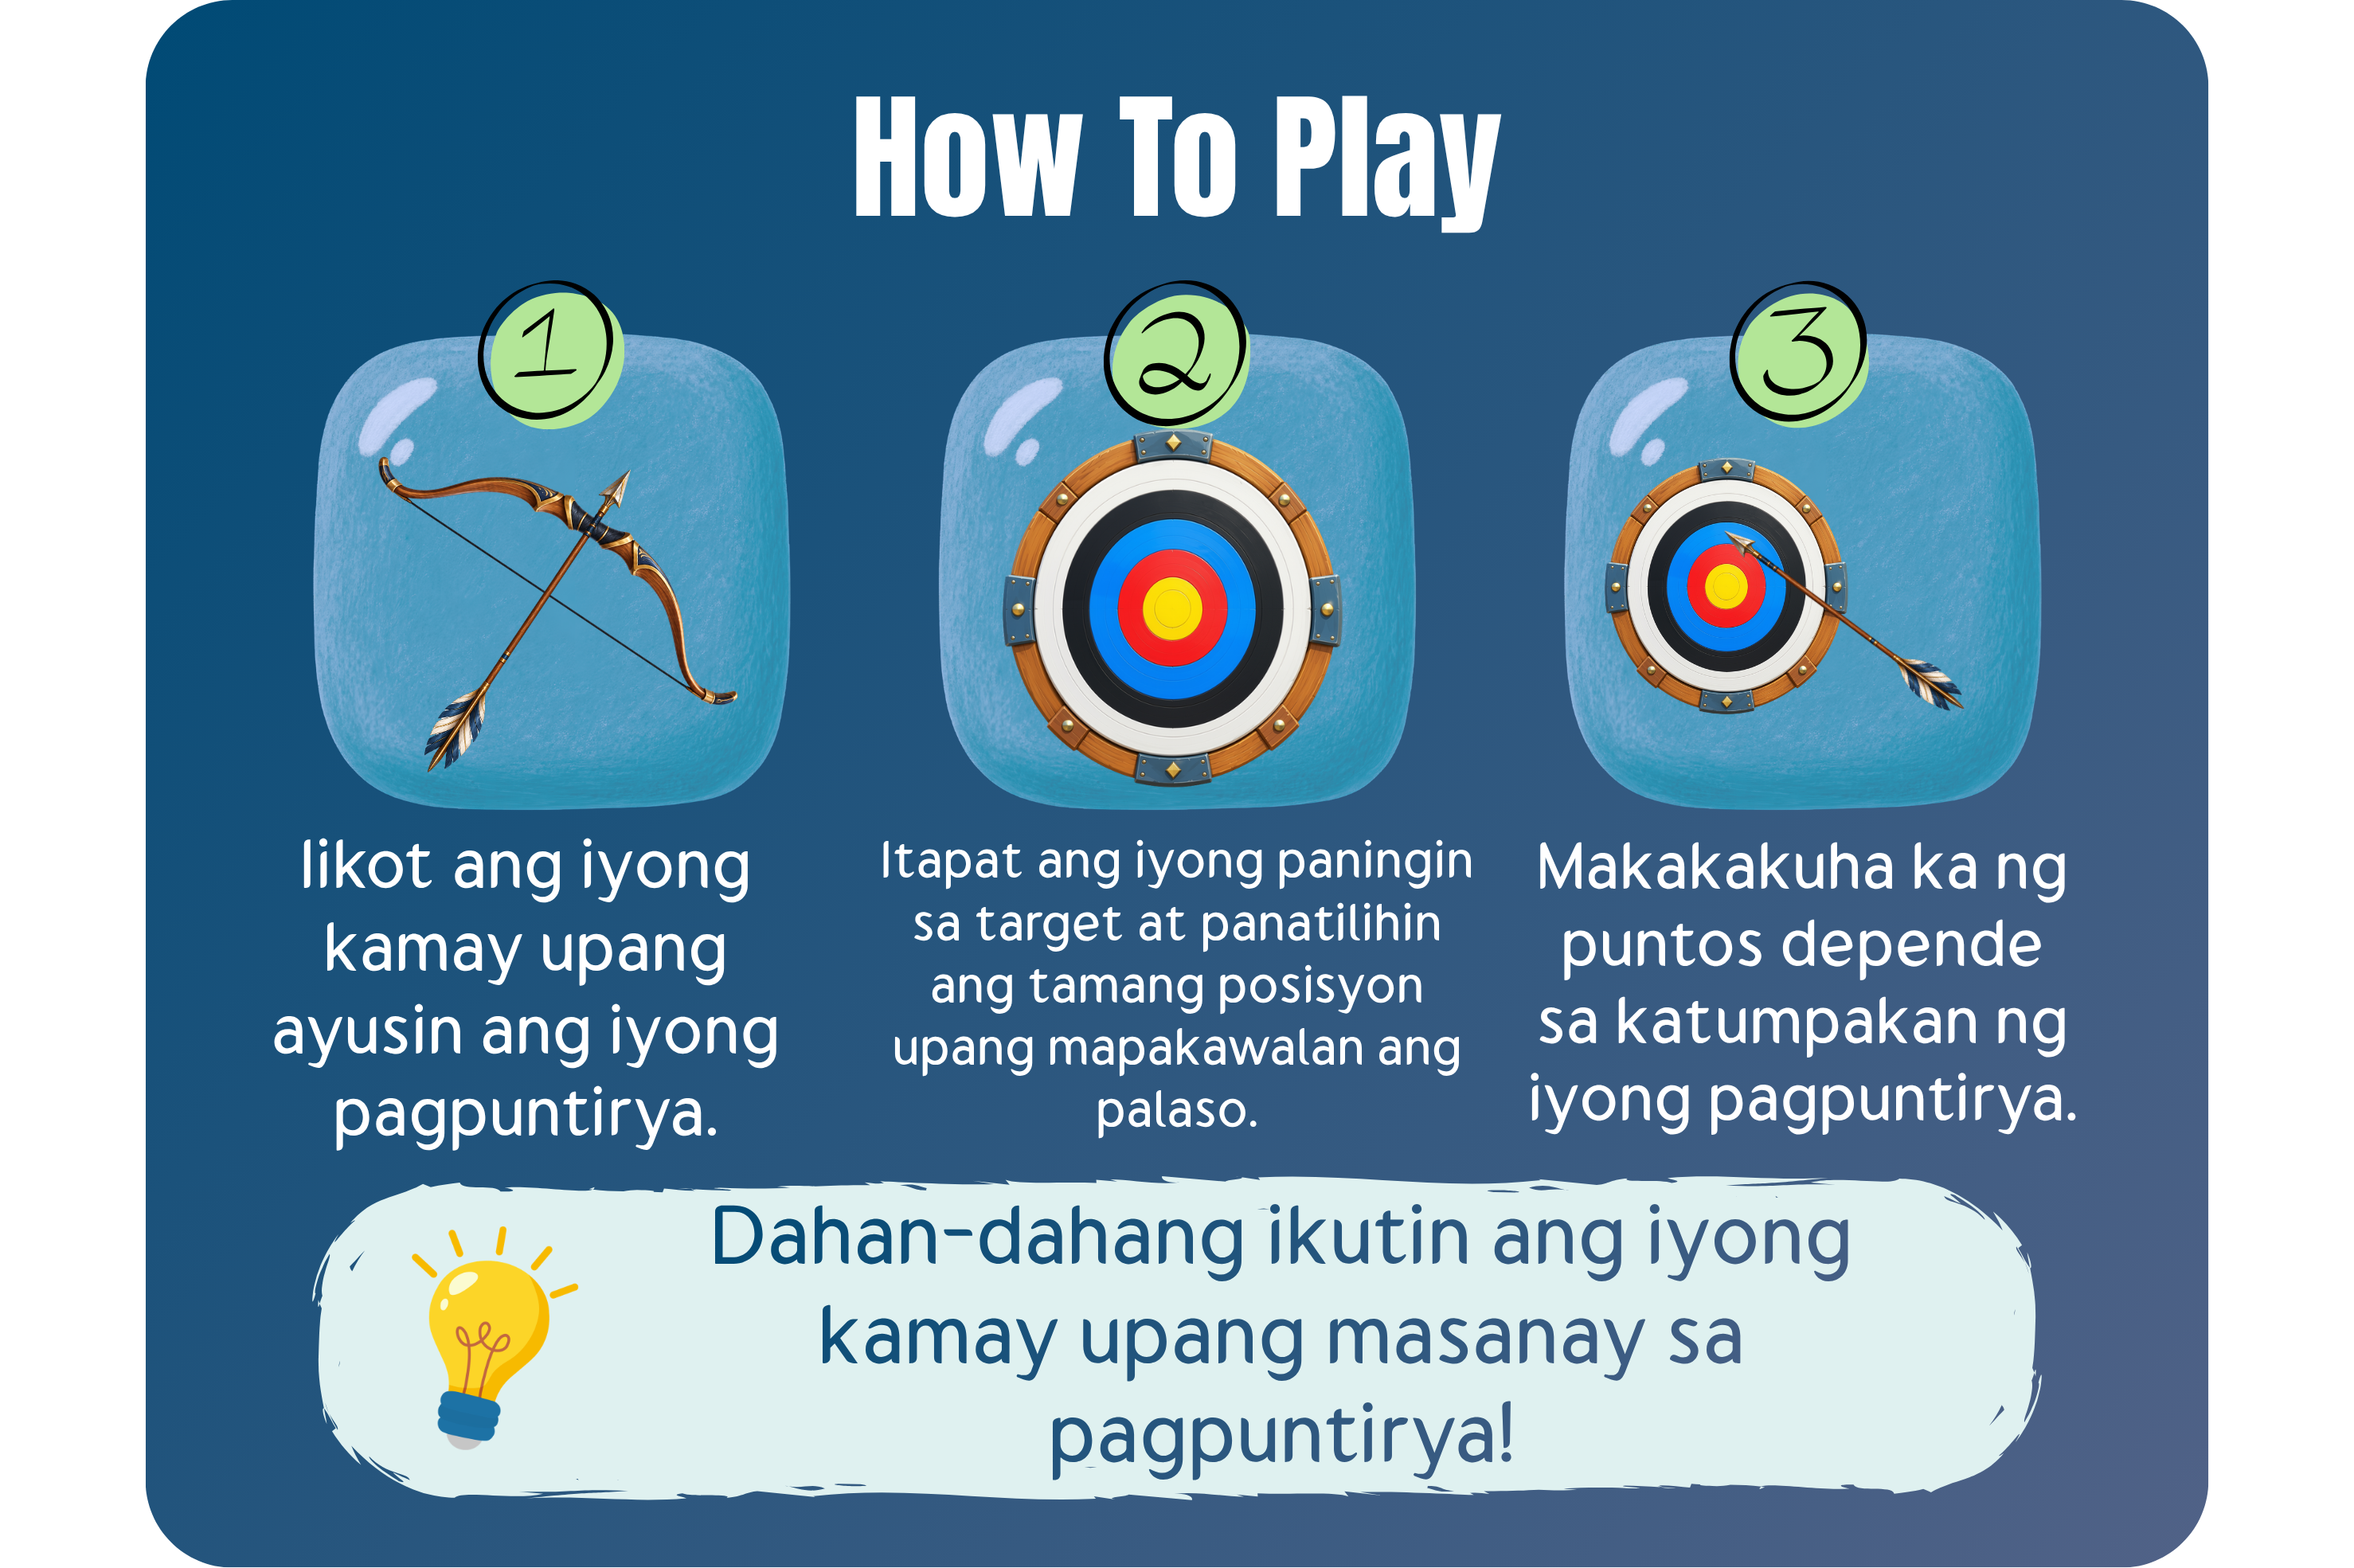 How To Play
1
Iikot ang iyong
kamay upang
ayusin ang iyong
pagpuntirya.
2
Itapat ang iyong paningin
sa target at panatilihin
ang tamang posisyon
upang mapakawalan ang
palaso.
3
Makakakuha ka ng
puntos depende
sa katumpakan ng
iyong pagpuntirya.
Dahan-dahang ikutin ang iyong
kamay upang masanay sa
pagpuntirya!